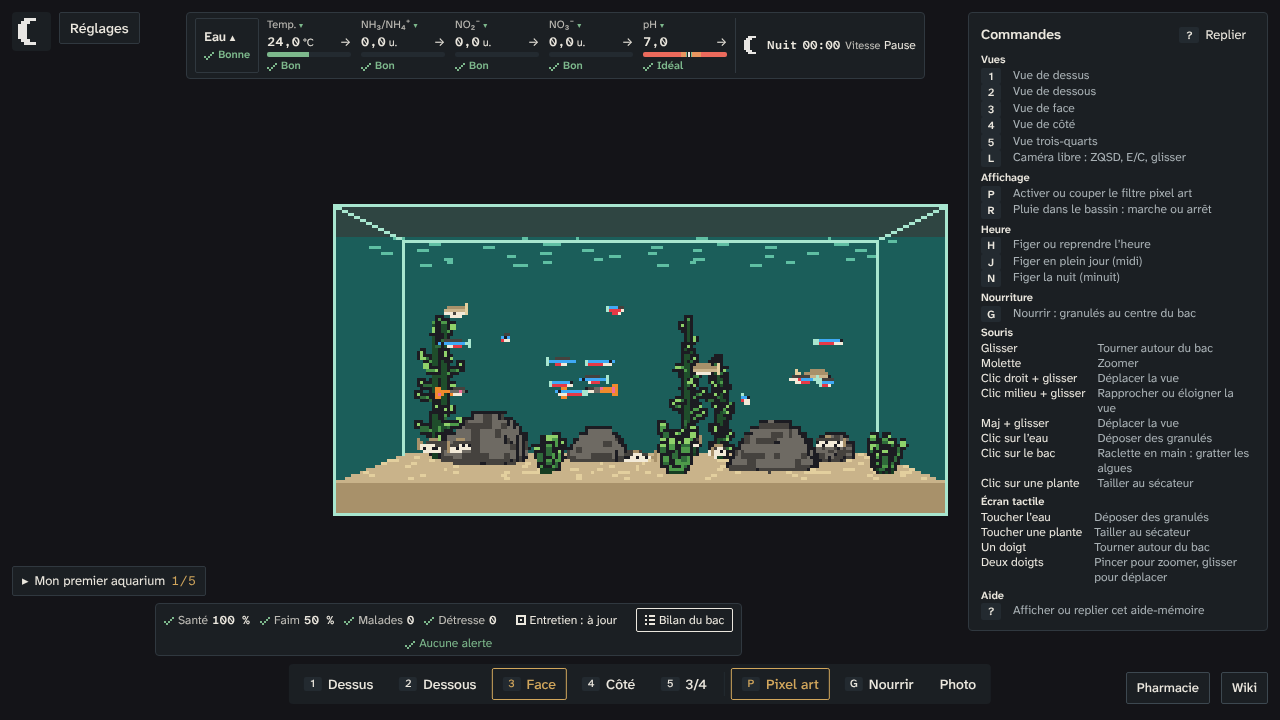 Réglages
Eau ▴
Bonne
Temp. ▾
24,0 °C →
Bon
NH₃/NH₄⁺ ▾
0,0 u. →
Bon
NO₂⁻ ▾
0,0 u. →
Bon
NO₃⁻ ▾
0,0 u. →
Bon
pH ▾
7,0 →
Idéal
Nuit 00:00 Vitesse Pause
Commandes
? Replier
Vues
1 Vue de dessus
2 Vue de dessous
3 Vue de face
4 Vue de côté
5 Vue trois-quarts
L Caméra libre : ZQSD, E/C, glisser
Affichage
P Activer ou couper le filtre pixel art
R Pluie dans le bassin : marche ou arrêt
Heure
H Figer ou reprendre l'heure
J Figer en plein jour (midi)
N Figer la nuit (minuit)
Nourriture
G Nourrir : granulés au centre du bac
Souris
Glisser Tourner autour du bac
Molette Zoomer
Clic droit + glisser Déplacer la vue
Clic milieu + glisser Rapprocher ou éloigner la
vue
Maj + glisser Déplacer la vue
Clic sur l'eau Déposer des granulés
Clic sur le bac Raclette en main : gratter les
algues
Clic sur une plante Tailler au sécateur
Écran tactile
Toucher l'eau Déposer des granulés
Toucher une plante Tailler au sécateur
Un doigt Tourner autour du bac
Deux doigts Pincer pour zoomer, glisser
pour déplacer
Aide
? Afficher ou replier cet aide-mémoire
▸ Mon premier aquarium 1/5
Santé 100 % Faim 50 % Malades 0 Détresse 0 Entretien : à jour Bilan du bac
Aucune alerte
1 Dessus 2 Dessous 3 Face 4 Côté 5 3/4 P Pixel art G Nourrir Photo
Pharmacie Wiki